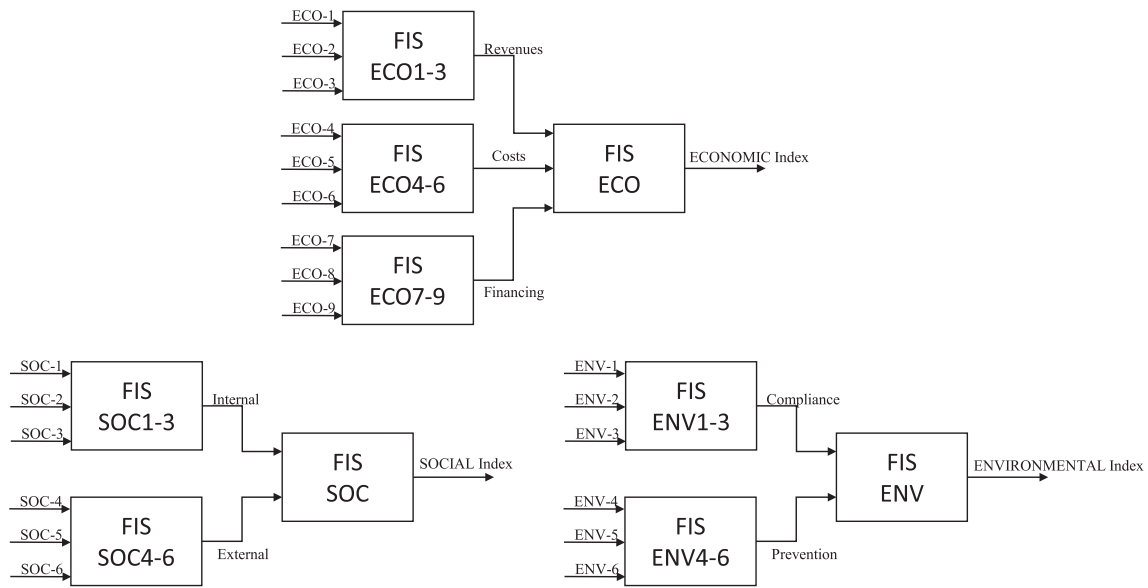 ECO-1
ECO-2
ECO-3
FIS
ECO1-3
Revenues
ECO-4
ECO-5
ECO-6
FIS
ECO4-6
Costs
ECO-7
ECO-8
ECO-9
FIS
ECO7-9
Financing
FIS
ECO
ECONOMIC Index
SOC-1
SOC-2
SOC-3
FIS
SOC1-3
Internal
SOC-4
SOC-5
SOC-6
FIS
SOC4-6
External
FIS
SOC
SOCIAL Index
ENV-1
ENV-2
ENV-3
FIS
ENV1-3
Compliance
ENV-4
ENV-5
ENV-6
FIS
ENV4-6
Prevention
FIS
ENV
ENVIRONMENTAL Index